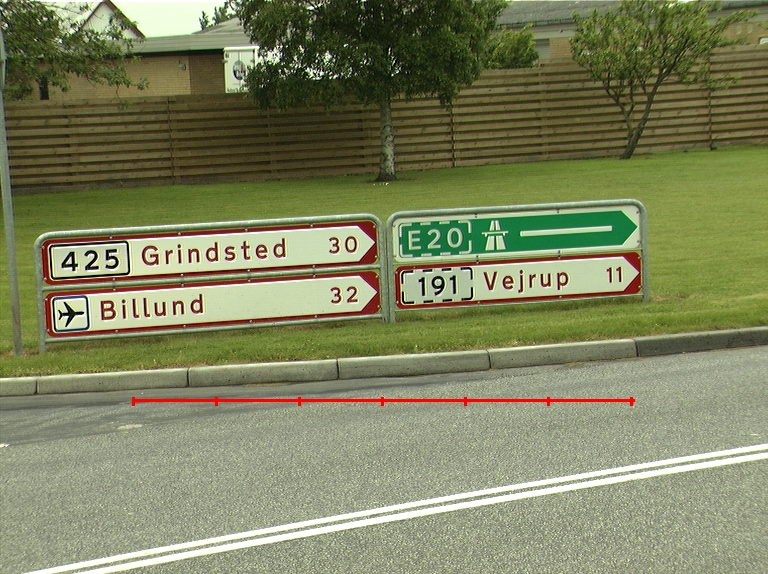 425 Grindsted 30
Billund 32
E20
191 Vejrup 11